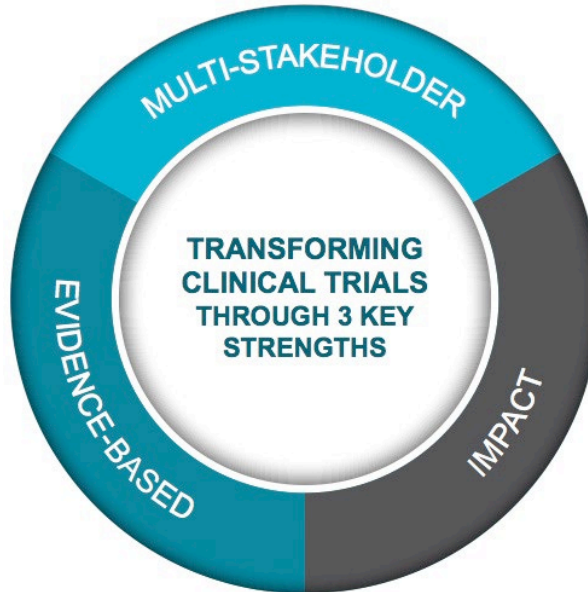 MULTI-STAKEHOLDER
TRANSFORMING
CLINICAL TRIALS
THROUGH 3 KEY
STRENGTHS
EVIDENCE-BASED
IMPACT